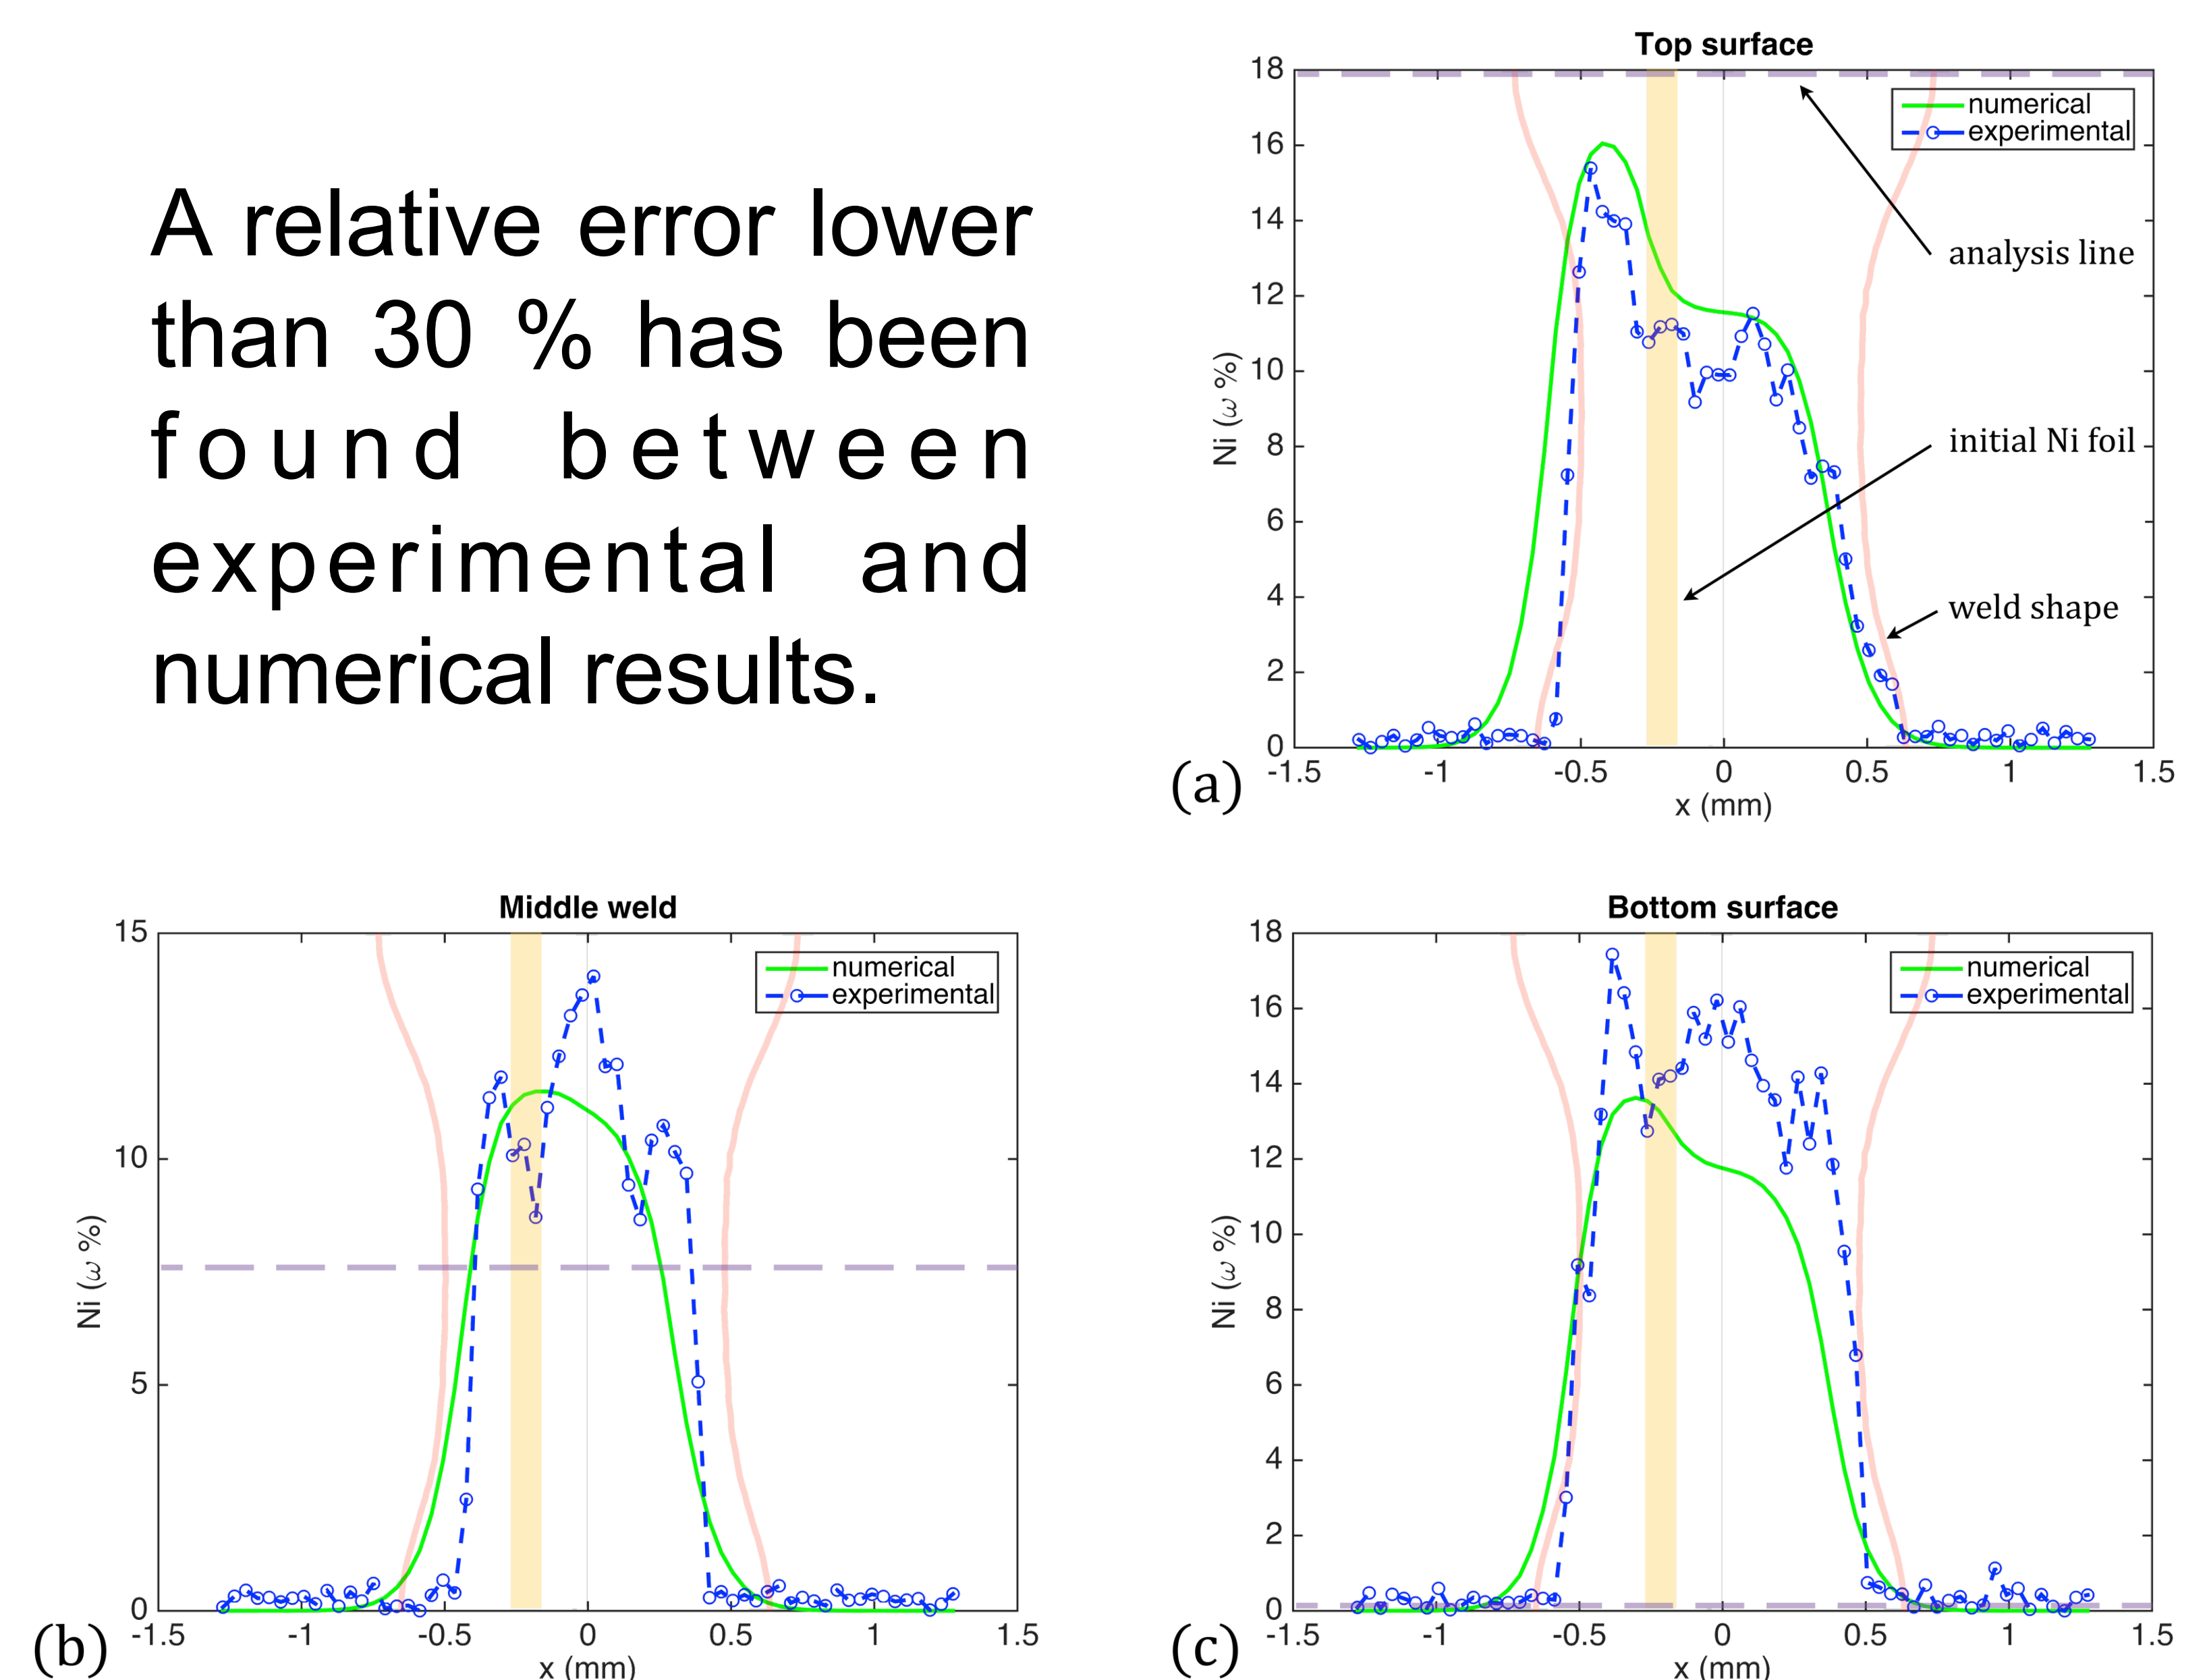 A relative error lower
than 30 % has been
found between
experimental and
numerical results.
Top surface
18
16
14
12
10
8
6
4
2
0
Ni (ω %)
numerical
experimental
analysis line
initial Ni foil
weld shape
-1.5 -1 -0.5 0 0.5 1 1.5
x (mm)
(a)
Middle weld
15
10
5
0
Ni (ω %)
numerical
experimental
-1.5 -1 -0.5 0 0.5 1 1.5
x (mm)
(b)
Bottom surface
18
16
14
12
10
8
6
4
2
0
Ni (ω %)
numerical
experimental
-1.5 -1 -0.5 0 0.5 1 1.5
x (mm)
(c)